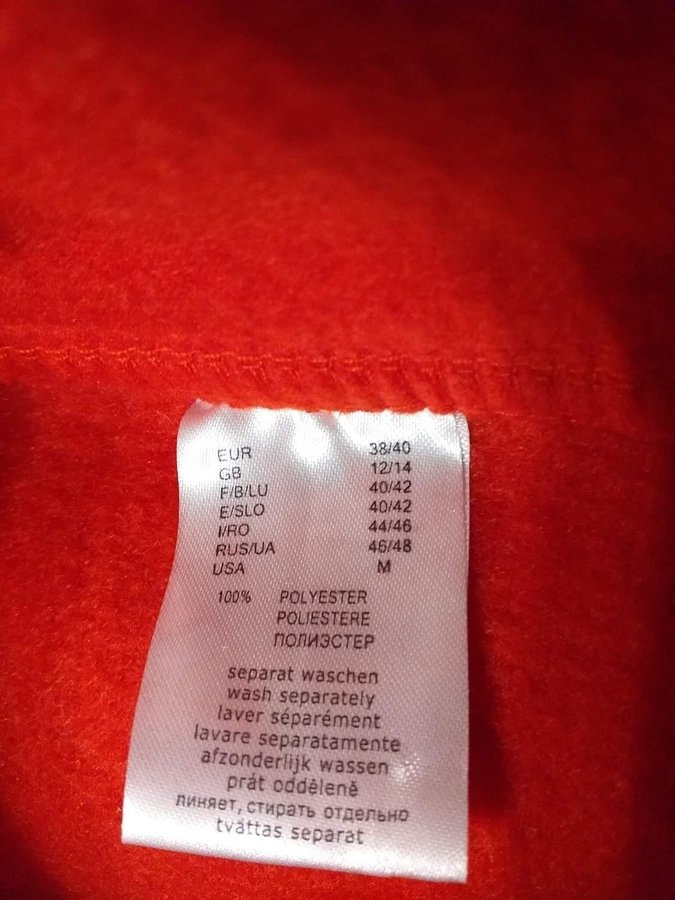 EUR 38/40
GB 12/14
F/B/LU 40/42
E/SLO 40/42
I/RO 44/46
RUS/UA 46/48
USA M
100% POLYESTER
POLIESTERE
ПОЛИЭСТЕР
separat waschen
wash separately
laver séparément
lavare separatamente
afzonderlijk wassen
prát odděleně
линяет, стирать отдельно
tvättas separat